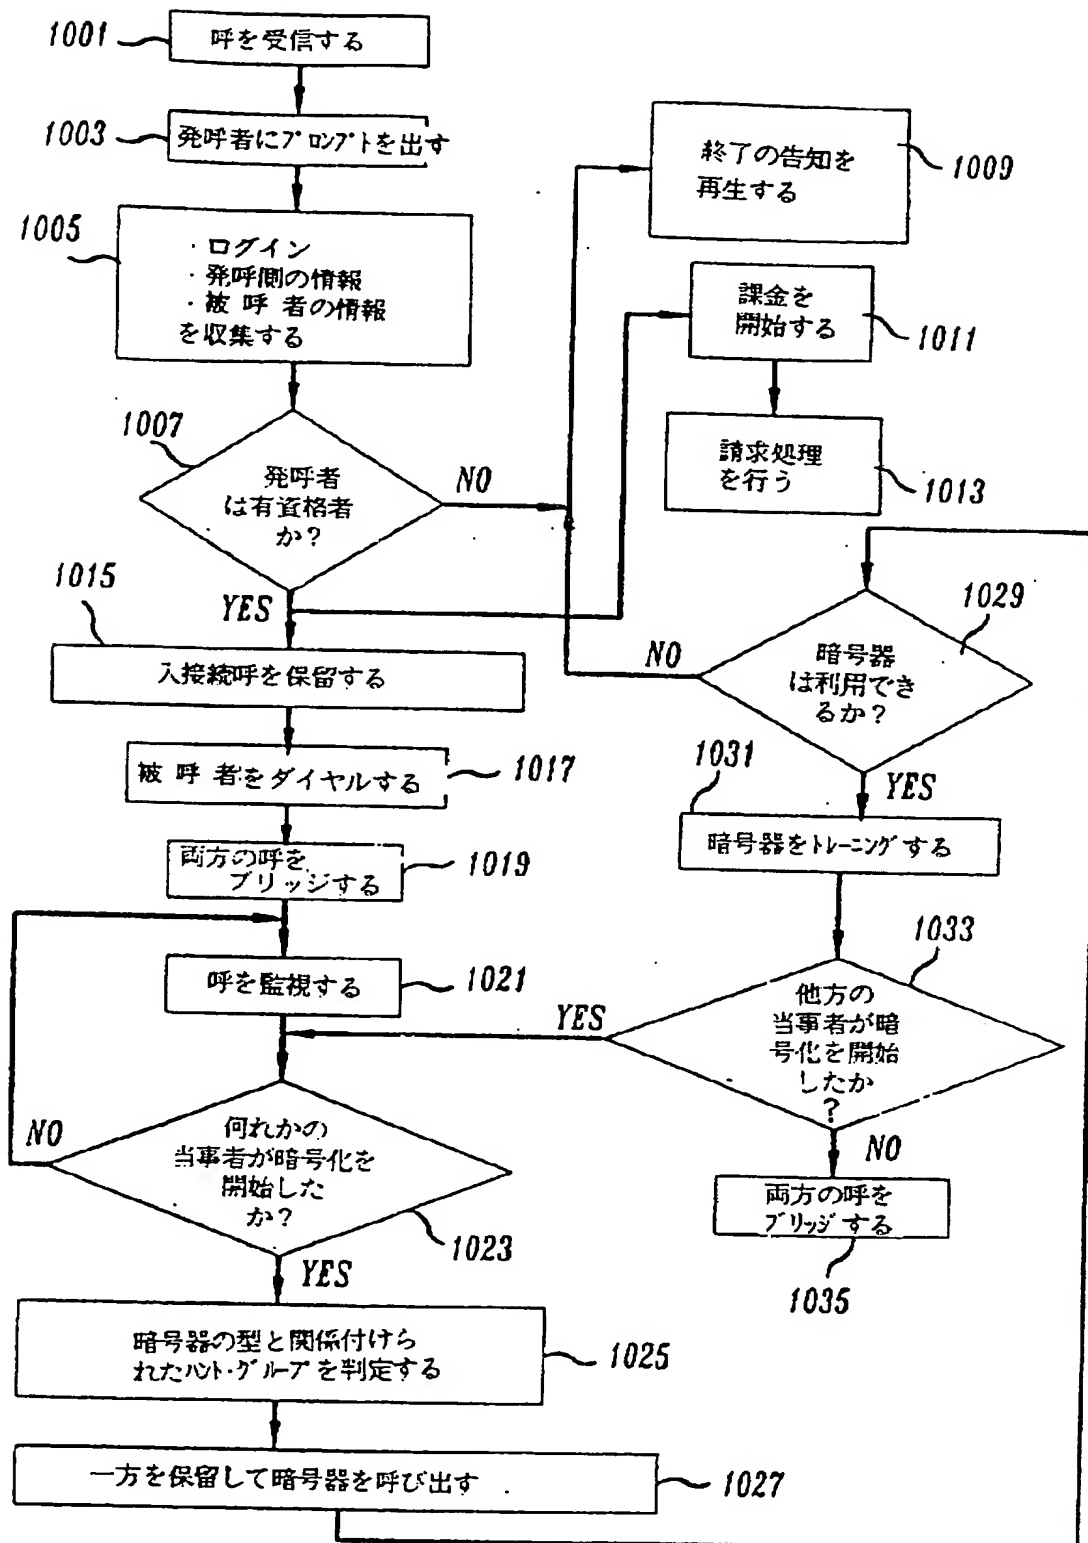 1001
呼を受信する
1003
発呼者にプロンプトを出す
1005
・ログイン
・発呼側の情報
・被呼者の情報
を収集する
1007
発呼者
は有資格者
か?
NO
YES
終了の告知を
再生する
1009
課金を
開始する
1011
請求処理
を行う
1013
1015
入接続呼を保留する
被呼者をダイヤルする
1017
両方の呼を
ブリッジする
1019
呼を監視する
1021
何れかの
当事者が暗号化を
開始した
か?
1023
NO
YES
暗号器の型と関係付けら
れたハント・グループを判定する
1025
一方を保留して暗号器を呼び出す
1027
1029
暗号器
は利用でき
るか?
NO
YES
1031
暗号器をトレーニングする
1033
他方の
当事者が暗
号化を開始
したか
?
YES
NO
両方の呼を
ブリッジする
1035